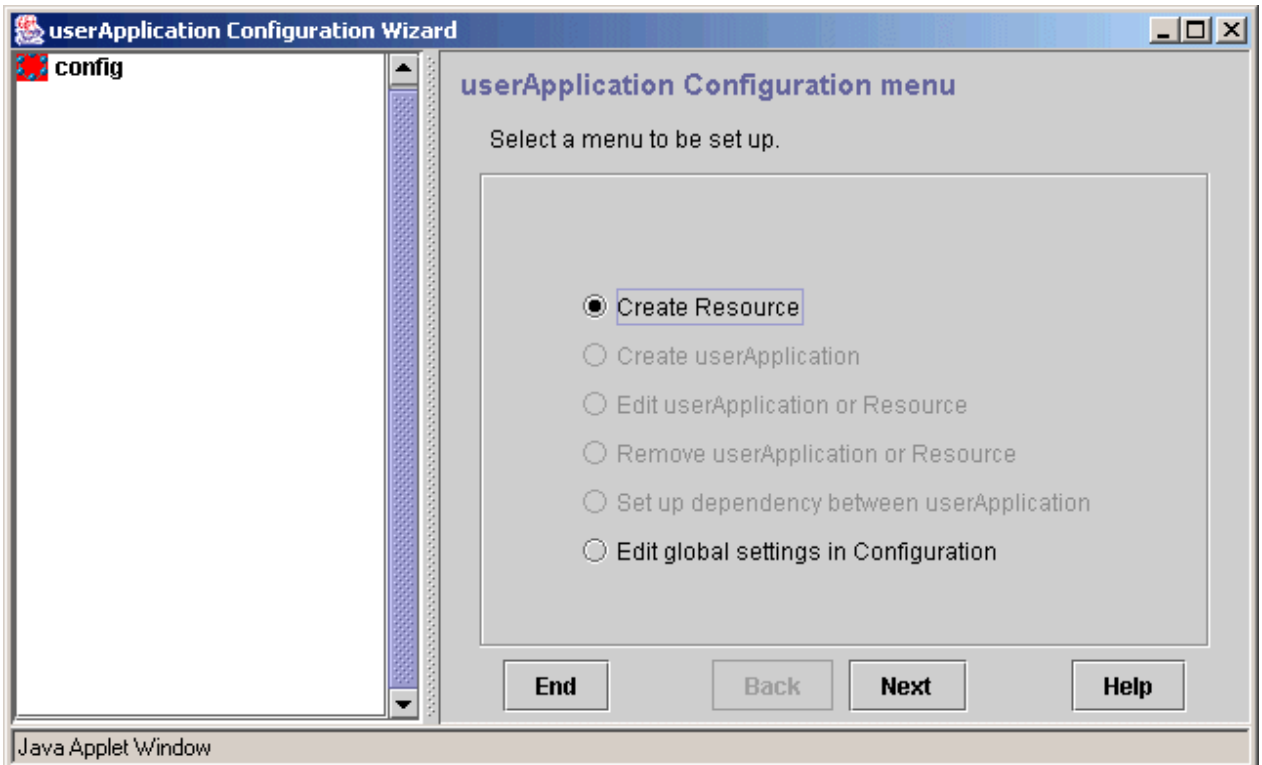 userApplication Configuration Wizard
config
userApplication Configuration menu
Select a menu to be set up.
Create Resource
Create userApplication
Edit userApplication or Resource
Remove userApplication or Resource
Set up dependency between userApplication
Edit global settings in Configuration
End Back Next Help
Java Applet Window